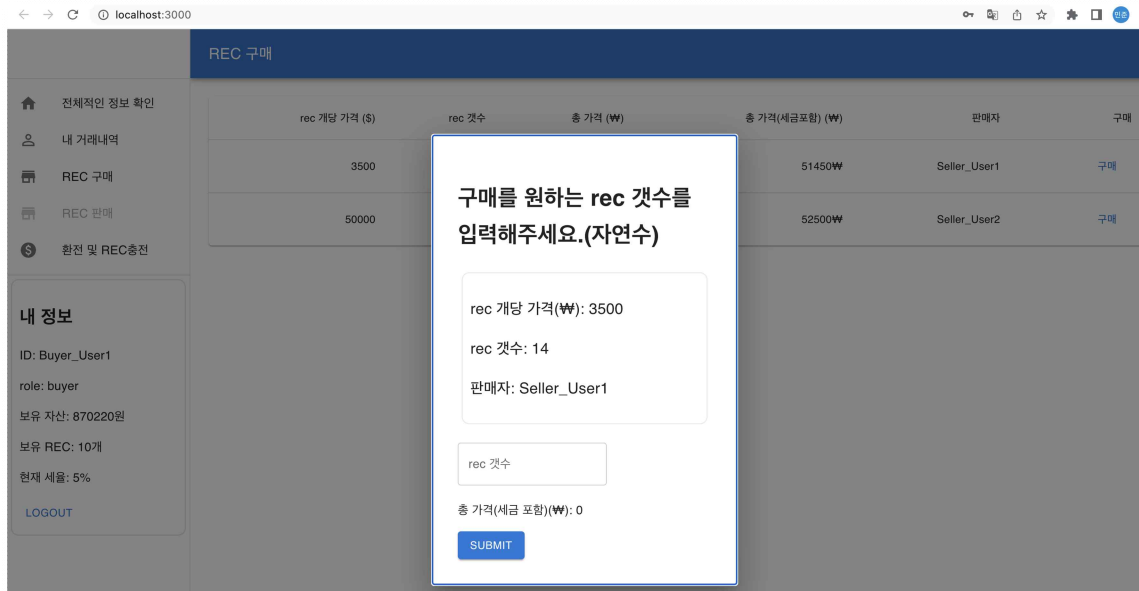 localhost:3000
민준
REC 구매
전체적인 정보 확인
내 거래내역
REC 구매
REC 판매
환전 및 REC충전
내 정보
ID: Buyer_User1
role: buyer
보유 자산: 870220원
보유 REC: 10개
현재 세율: 5%
LOGOUT
rec 개당 가격 ($) rec 갯수 총 가격 (₩) 총 가격(세금포함) (₩) 판매자 구매
3500 51450₩ Seller_User1 구매
50000 52500₩ Seller_User2 구매
구매를 원하는 rec 갯수를
입력해주세요.(자연수)
rec 개당 가격(₩): 3500
rec 갯수: 14
판매자: Seller_User1
rec 갯수
총 가격(세금 포함)(₩): 0
SUBMIT